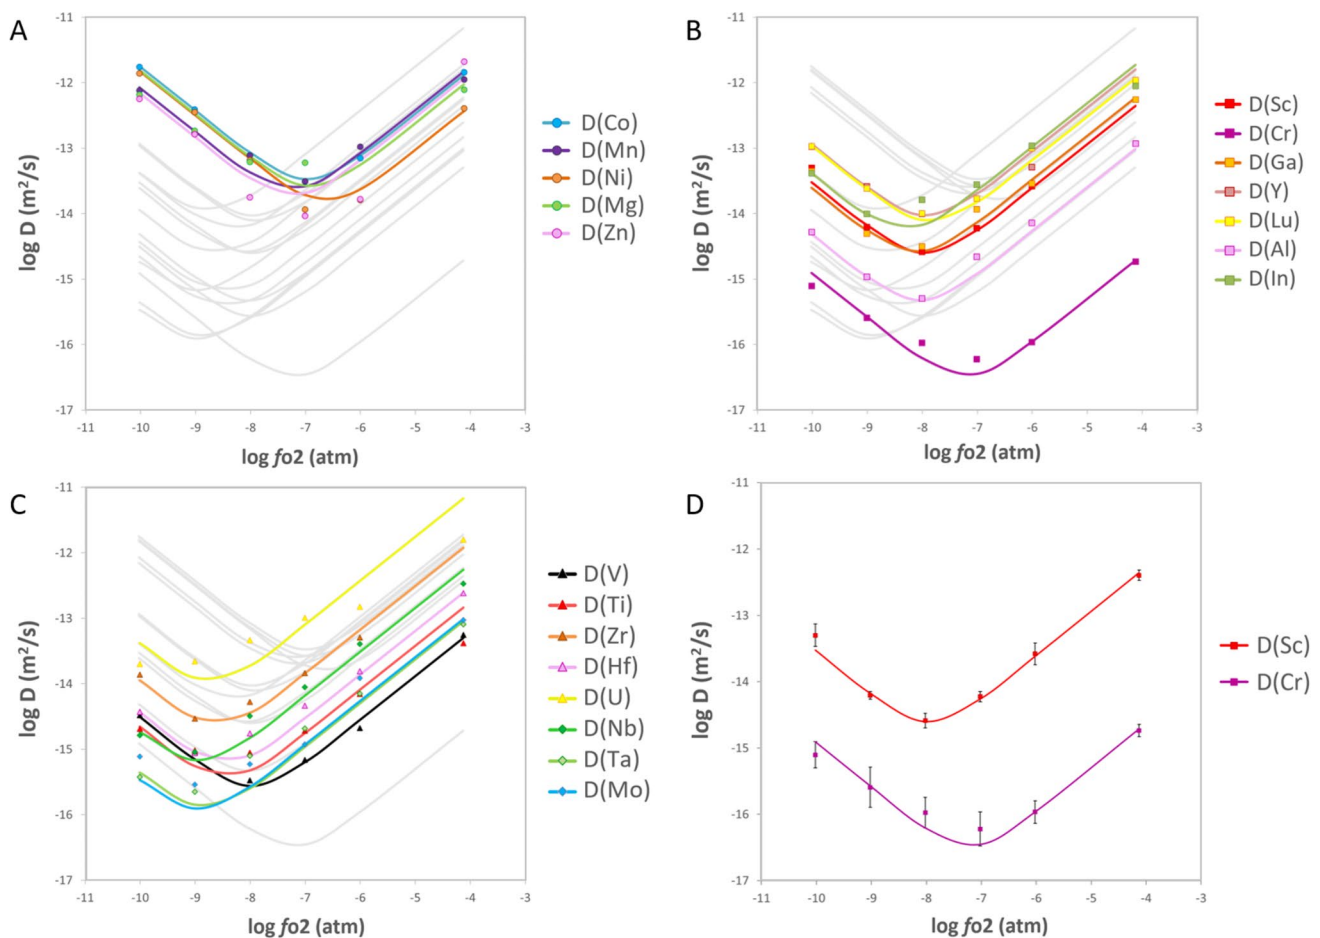 A
-11
-12
-13
-14
-15
-16
-17
log D (m²/s)
-11 -10 -9 -8 -7 -6 -5 -4 -3
log fo2 (atm)
D(Co)
D(Mn)
D(Ni)
D(Mg)
D(Zn)
B
-11
-12
-13
-14
-15
-16
-17
log D (m²/s)
-11 -10 -9 -8 -7 -6 -5 -4 -3
log fo2 (atm)
D(Sc)
D(Cr)
D(Ga)
D(Y)
D(Lu)
D(Al)
D(In)
C
-11
-12
-13
-14
-15
-16
-17
log D (m²/s)
-11 -10 -9 -8 -7 -6 -5 -4 -3
log fo2 (atm)
D(V)
D(Ti)
D(Zr)
D(Hf)
D(U)
D(Nb)
D(Ta)
D(Mo)
D
-11
-12
-13
-14
-15
-16
-17
log D (m²/s)
-11 -10 -9 -8 -7 -6 -5 -4 -3
log fo2 (atm)
D(Sc)
D(Cr)